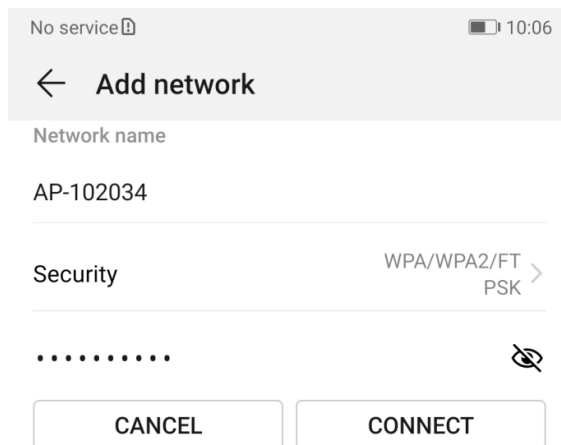 No service 10:06
Add network
Network name
AP-102034
Security WPA/WPA2/FT
PSK
••••••••••
CANCEL CONNECT